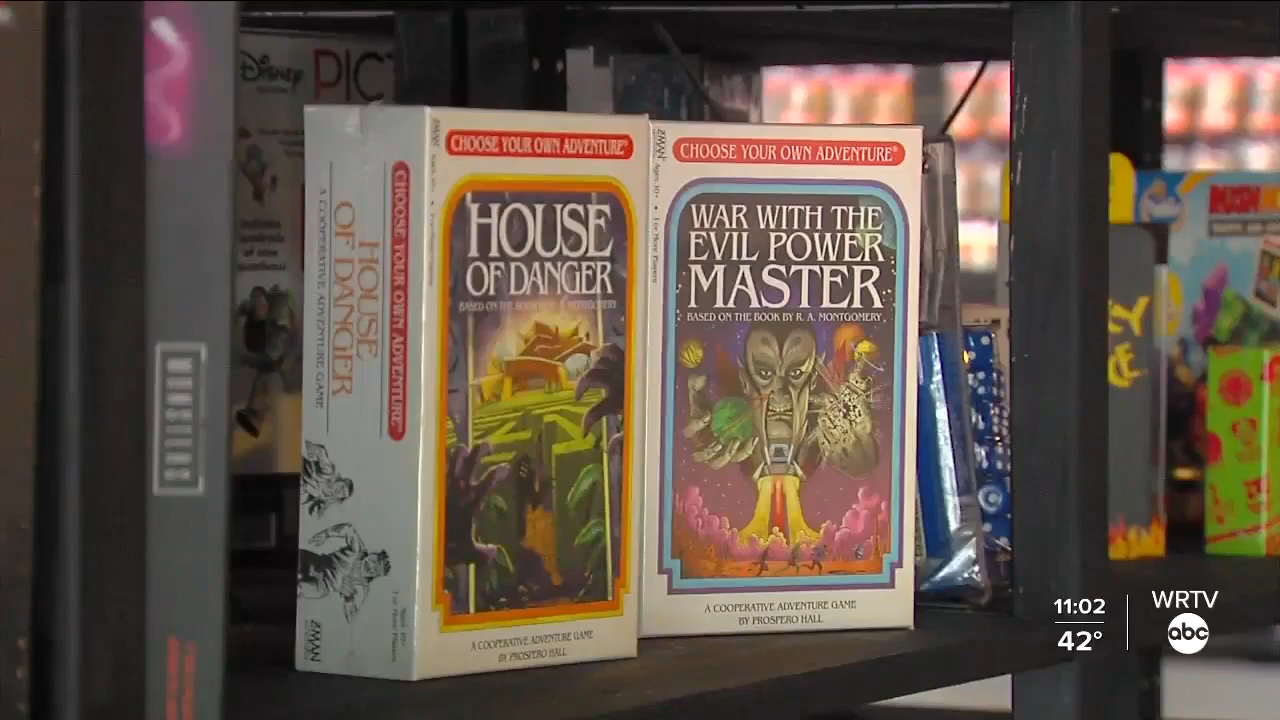 DISNEY
PICT
CHOOSE YOUR OWN ADVENTURE
HOUSE
OF DANGER
A COOPERATIVE ADVENTURE GAME
ZMAN
CHOOSE YOUR OWN ADVENTURE®
HOUSE
OF DANGER
BASED ON THE BOOK BY R. A. MONTGOMERY
A COOPERATIVE ADVENTURE GAME
BY PROSPERO HALL
ZMAN
CHOOSE YOUR OWN ADVENTURE®
WAR WITH THE
EVIL POWER
MASTER
BASED ON THE BOOK BY R. A. MONTGOMERY
A COOPERATIVE ADVENTURE GAME
BY PROSPERO HALL
11:02
42°
WRTV
abc